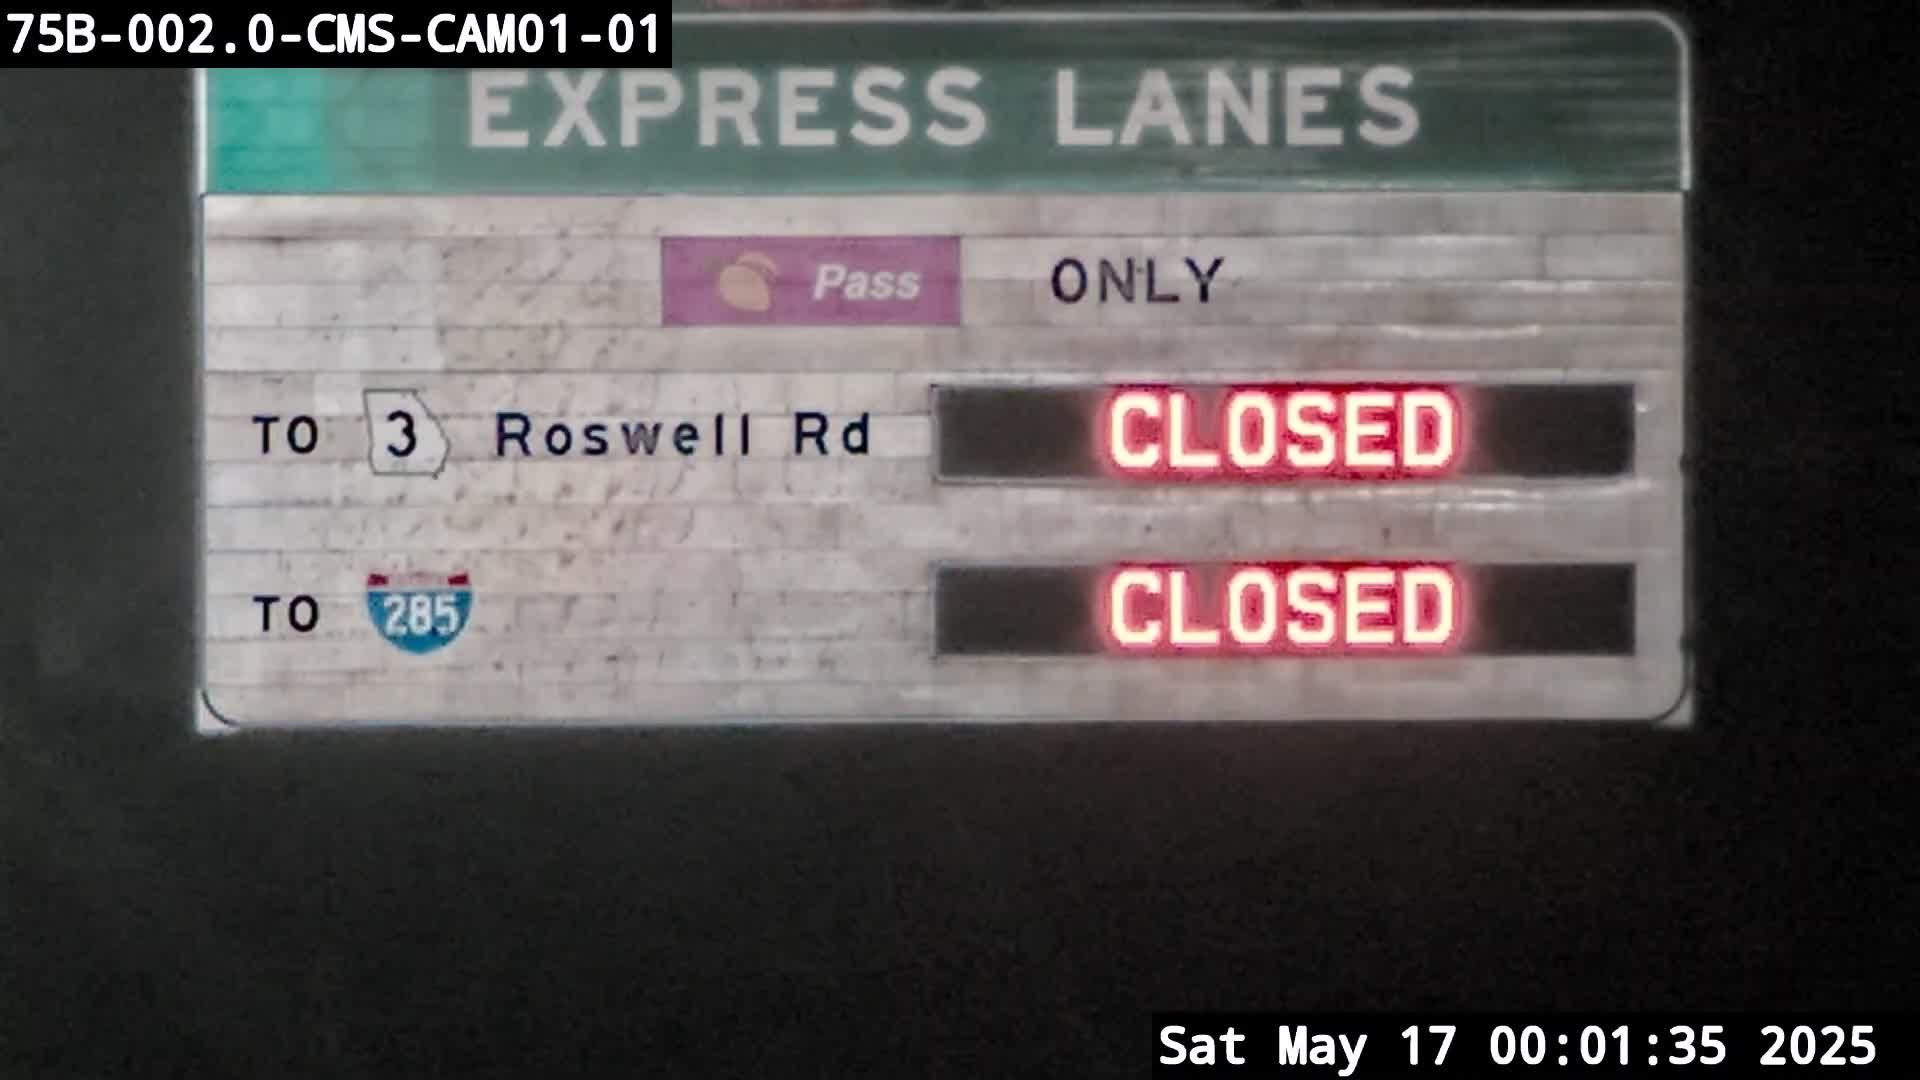 75B-002.0-CMS-CAM01-01
EXPRESS LANES
Pass ONLY
TO 3 Roswell Rd CLOSED
TO 285 CLOSED
Sat May 17 00:01:35 2025